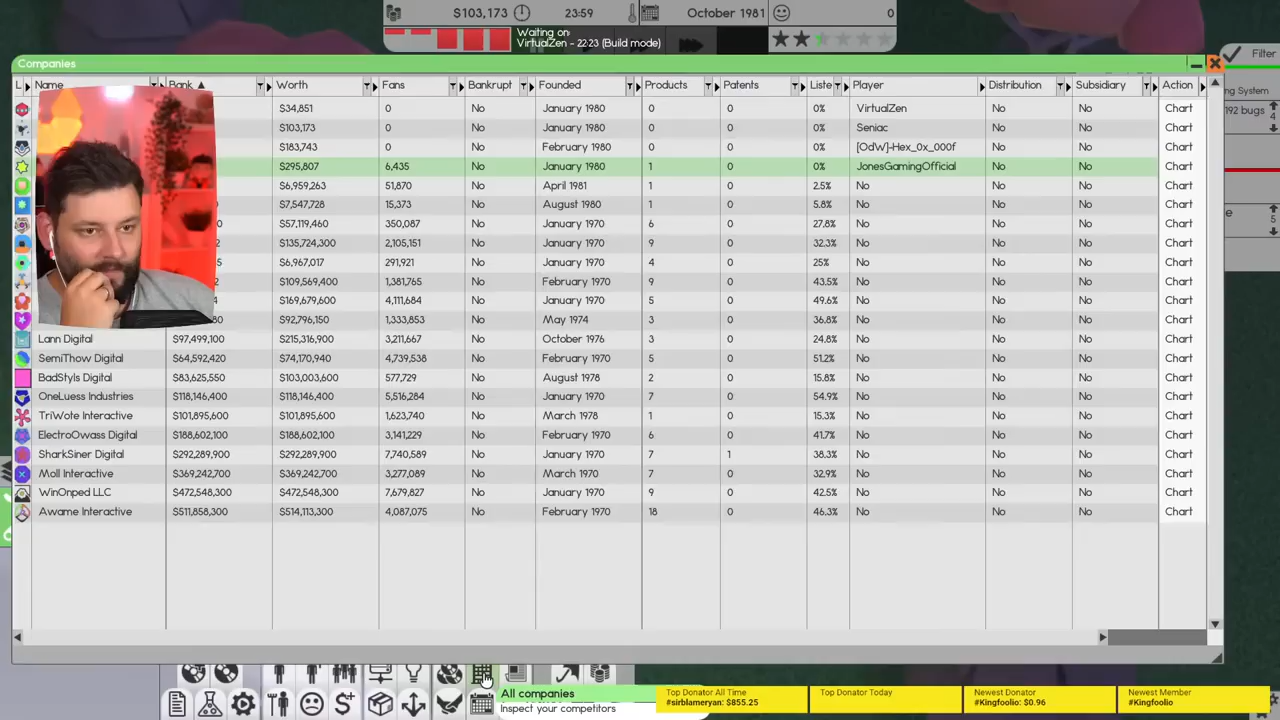 $103,173 23:59 October 1981 0
Waiting on:
VirtualZen - 22:23 (Build mode)
Companies
Filter
L Name Bank ▲ Worth Fans Bankrupt Founded Products Patents Liste Player Distribution Subsidiary Action
$34,851 0 No January 1980 0 0 0% VirtualZen No No Chart
$103,173 0 No January 1980 0 0 0% Seniac No No Chart
$183,743 0 No February 1980 0 0 0% [OdW]-Hex_0x_000f No No Chart
$295,807 6,435 No January 1980 1 0 0% JonesGamingOfficial No No Chart
$6,959,263 51,870 No April 1981 1 0 2.5% No No No Chart
$7,547,728 15,373 No August 1980 1 0 5.8% No No No Chart
$57,119,460 350,087 No January 1970 6 0 27.8% No No No Chart
$135,724,300 2,105,151 No January 1970 9 0 32.3% No No No Chart
$6,967,017 291,921 No January 1970 4 0 25% No No No Chart
$109,569,400 1,381,765 No February 1970 9 0 43.5% No No No Chart
$169,679,600 4,111,684 No January 1970 5 0 49.6% No No No Chart
$92,796,150 1,333,853 No May 1974 3 0 36.8% No No No Chart
Lann Digital $97,499,100 $215,316,900 3,211,667 No October 1976 3 0 24.8% No No No Chart
SemiThow Digital $64,592,420 $74,170,940 4,739,538 No February 1970 5 0 51.2% No No No Chart
BadStyls Digital $83,625,550 $103,003,600 577,729 No August 1978 2 0 15.8% No No No Chart
OneLuess Industries $118,146,400 $118,146,400 5,516,284 No January 1970 7 0 54.9% No No No Chart
TriWote Interactive $101,895,600 $101,895,600 1,623,740 No March 1978 1 0 15.3% No No No Chart
ElectroOwass Digital $188,602,100 $188,602,100 3,141,229 No February 1970 6 0 41.7% No No No Chart
SharkSiner Digital $292,289,900 $292,289,900 7,740,589 No January 1970 7 1 38.3% No No No Chart
Moll Interactive $369,242,700 $369,242,700 3,277,089 No March 1970 7 0 32.9% No No No Chart
WinOnped LLC $472,548,300 $472,548,300 7,679,827 No January 1970 9 0 42.5% No No No Chart
Awame Interactive $511,858,300 $514,113,300 4,087,075 No February 1970 18 0 46.3% No No No Chart
ng System
192 bugs 4
5
All companies
Inspect your competitors
Top Donator All Time
#sirblameryan: $855.25
Top Donator Today
Newest Donator
#Kingfoolio: $0.96
Newest Member
#Kingfoolio